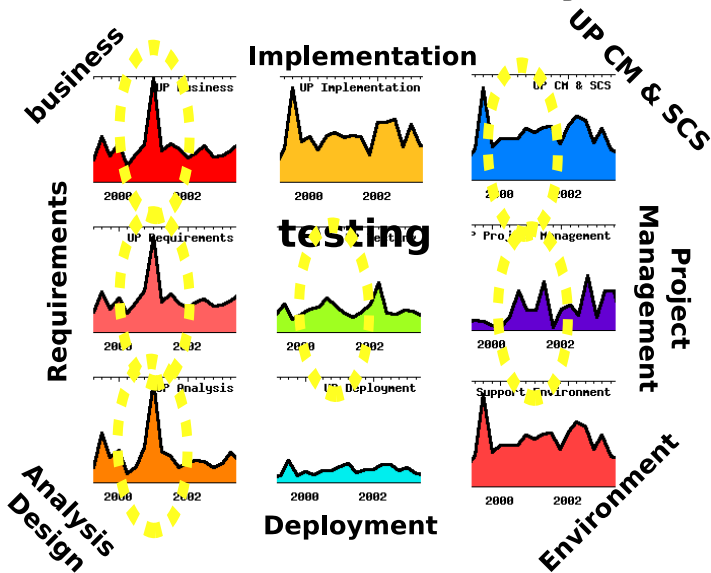 business
Implementation
UP CM & SCS
UP Business
UP Implementation
UP CM & SCS
2000 2002
2000 2002
2000 2002
Requirements
testing
Project
Management
UP Requirements
Project Management
2000 2002
2000 2002
2000 2002
UP Analysis
UP Deployment
Support Environment
2000 2002
2000 2002
2000 2002
Analysis
Design
Deployment
Environment